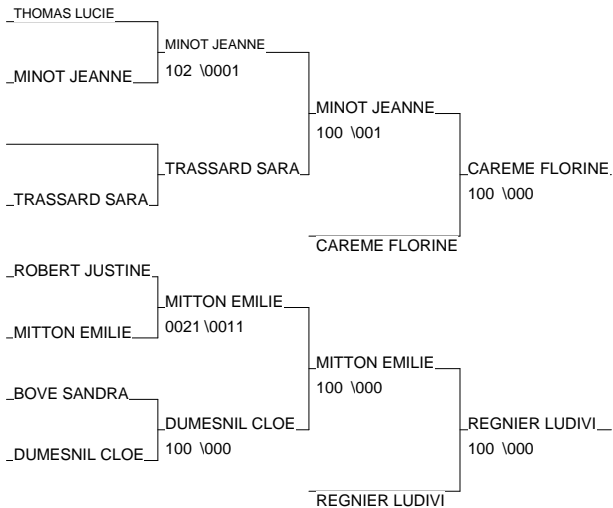 THOMAS LUCIE
MINOT JEANNE
102 \0001
MINOT JEANNE
MINOT JEANNE
100 \001
TRASSARD SARA
CAREME FLORINE
100 \000
TRASSARD SARA
CAREME FLORINE
ROBERT JUSTINE
MITTON EMILIE
0021 \0011
MITTON EMILIE
MITTON EMILIE
100 \000
BOVE SANDRA
DUMESNIL CLOE
100 \000
REGNIER LUDIVI
100 \000
DUMESNIL CLOE
REGNIER LUDIVI